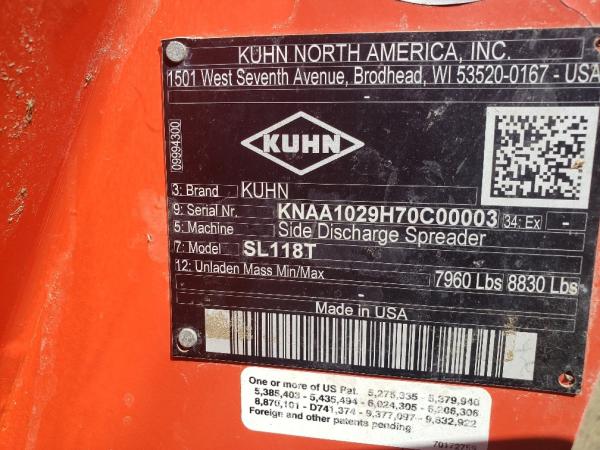 KUHN NORTH AMERICA, INC.
1501 West Seventh Avenue, Brodhead, WI 53520-0167 - USA
-
09994300
KUHN
3: Brand KUHN
9: Serial Nr. KNAA1029H70C00003 34: Ex -
5: Machine Side Discharge Spreader
7: Model SL118T
12: Unladen Mass Min/Max 7960 Lbs 8830 Lbs
-
Made in USA
One or more of US Pat. 5,275,335 - 5,379,940
5,385,403 - 5,435,494 - 6,024,305 - 6,206,306
8,870,101 - D741,374 - 9,377,097 - 9,632,922
Foreign and other patents pending